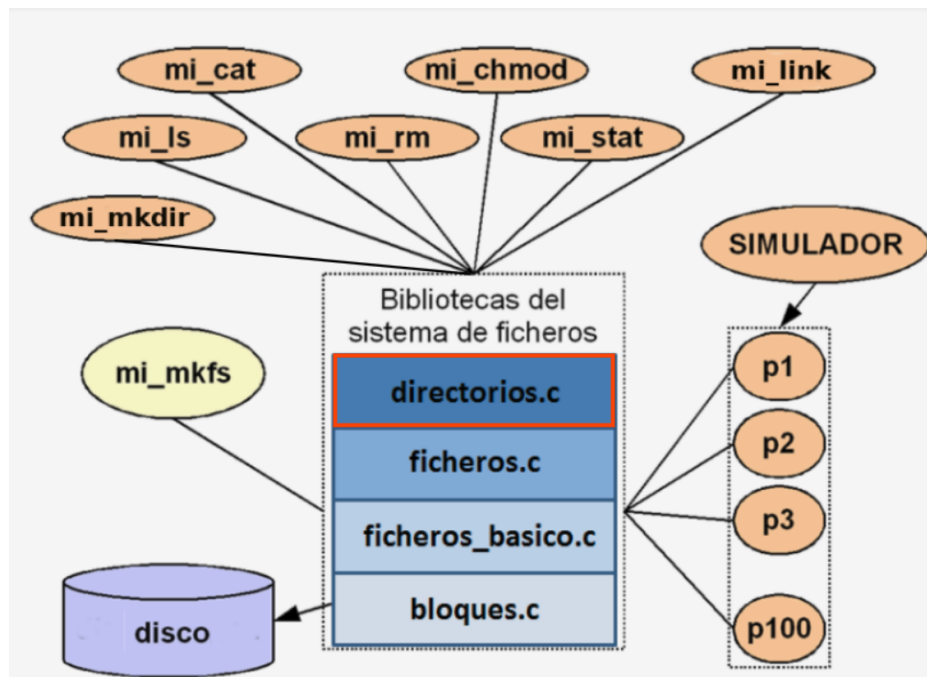 mi_cat
mi_chmod
mi_link
mi_ls
mi_rm
mi_stat
mi_mkdir
SIMULADOR
Bibliotecas del
sistema de ficheros
mi_mkfs
directorios.c
ficheros.c
ficheros_basico.c
bloques.c
disco
p1
p2
p3
p100